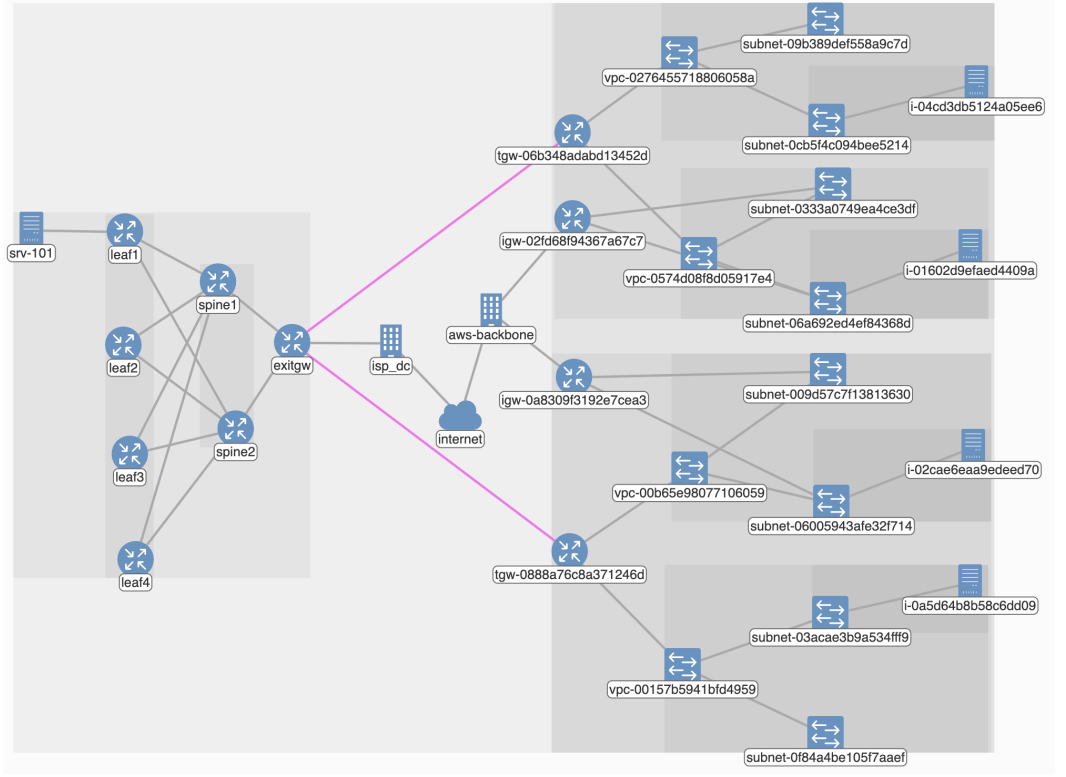 subnet-09b389def558a9c7d
vpc-0276455718806058a
i-04cd3db5124a05ee6
subnet-0cb5f4c094bee5214
tgw-06b348adabd13452d
subnet-0333a0749ea4ce3df
igw-02fd68f94367a67c7
srv-101
leaf1
i-01602d9efaed4409a
vpc-0574d08f8d05917e4
spine1
subnet-06a692ed4ef84368d
aws-backbone
leaf2
exitgw
isp_dc
subnet-009d57c7f13813630
igw-0a8309f3192e7cea3
internet
spine2
i-02cae6eaa9edeed70
leaf3
vpc-00b65e98077106059
subnet-06005943afe32f714
tgw-0888a76c8a371246d
leaf4
i-0a5d64b8b58c6dd09
subnet-03acae3b9a534fff9
vpc-00157b5941bfd4959
subnet-0f84a4be105f7aaef